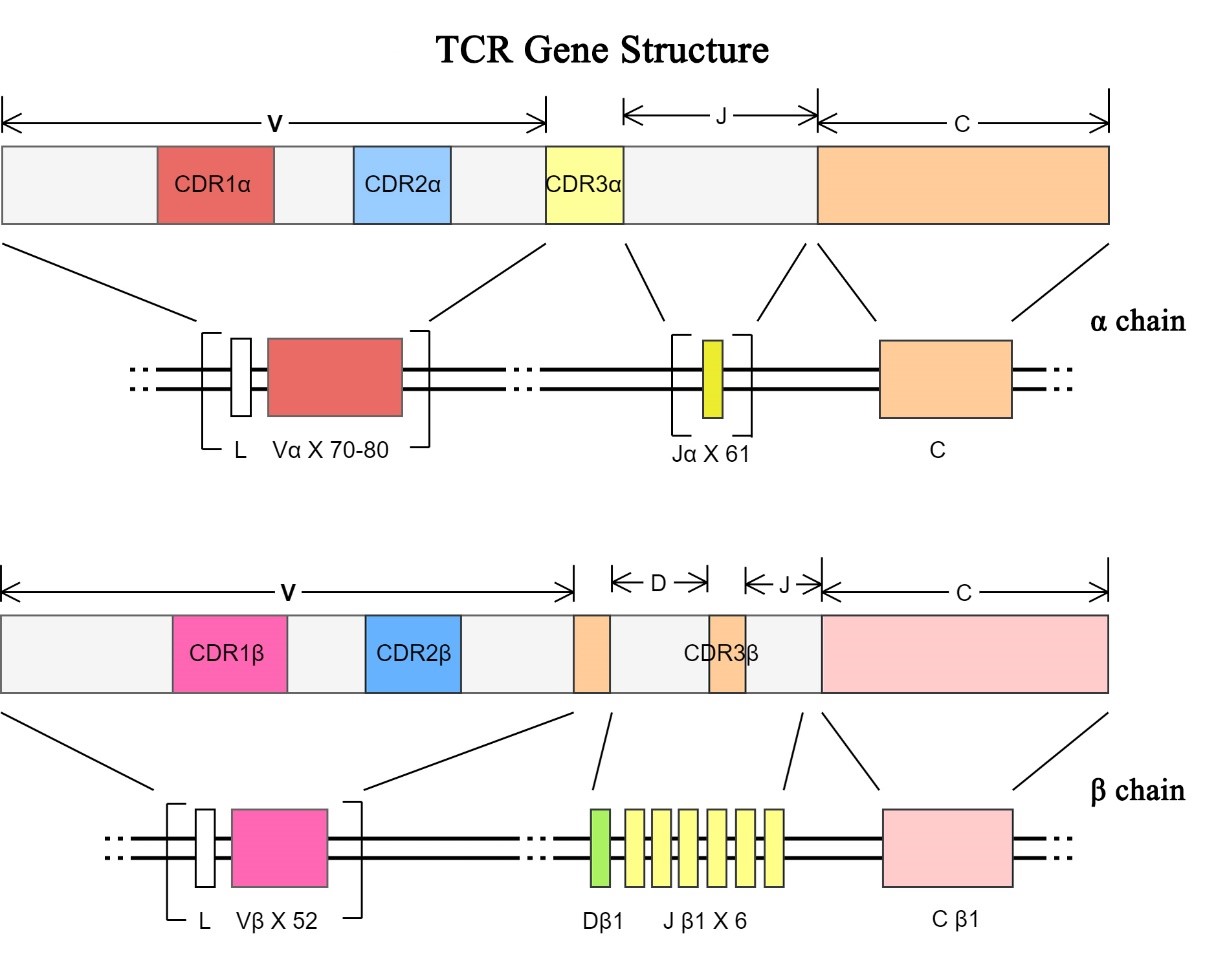 TCR Gene Structure
V
J
C
CDR1α
CDR2α
CDR3α
α chain
L
Vα X 70-80
Jα X 61
C
V
D
J
C
CDR1β
CDR2β
CDR3β
β chain
L
Vβ X 52
Dβ1
J β1 X 6
C β1